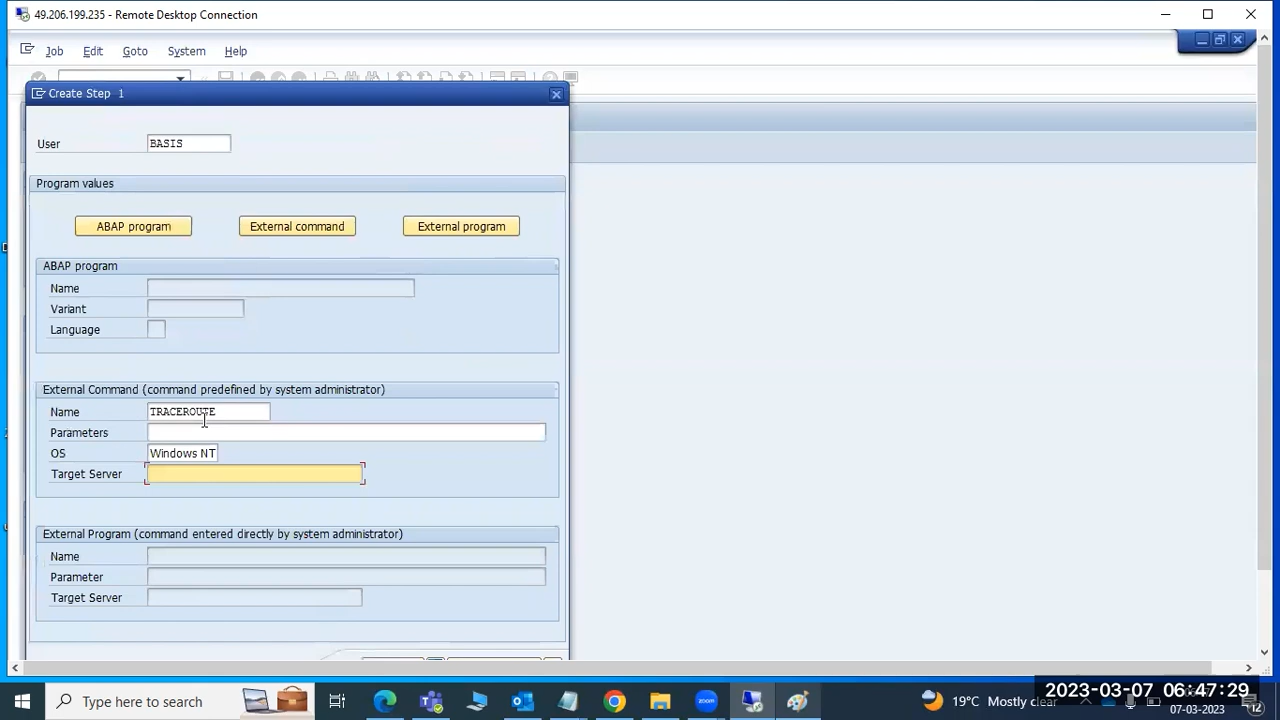 49.206.199.235 - Remote Desktop Connection
Job Edit Goto System Help
Create Step 1
User BASIS
Program values
ABAP program External command External program
ABAP program
Name
Variant
Language
External Command (command predefined by system administrator)
Name TRACEROUTE
Parameters
OS Windows NT
Target Server
External Program (command entered directly by system administrator)
Name
Parameter
Target Server
Type here to search
zoom
19°C Mostly clear
2023-03-07 06:47:29
07-03-2023
12